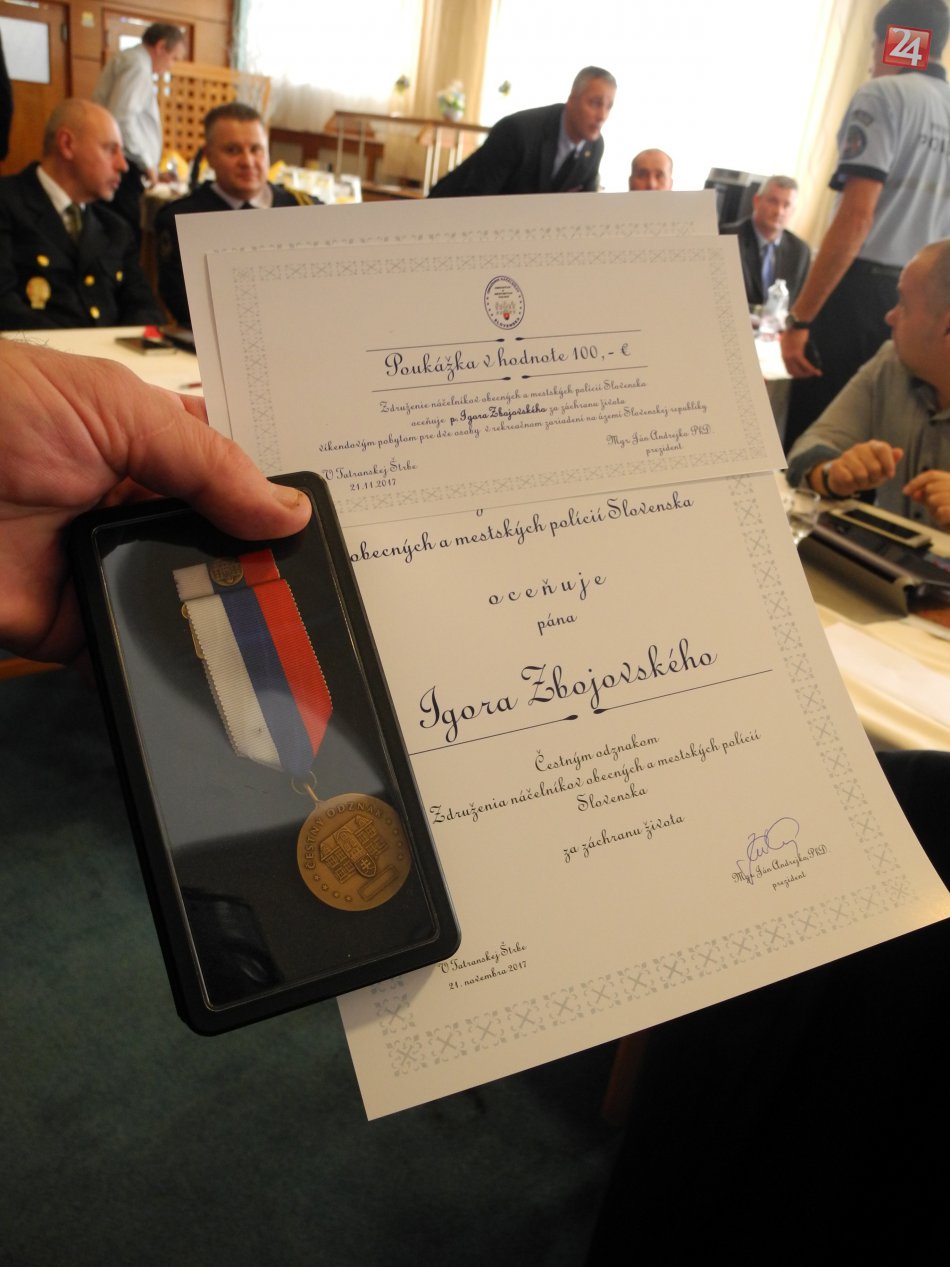 24
Poukážka v hodnote 100,- €
Združenie náčelníkov obecných a mestských polícií Slovenska
oceňuje p. Igora Zbojovského za záchranu života
víkendovým pobytom pre dve osoby v rekreačnom zariadení na území Slovenskej republiky
V Tatranskej Štrbe
21.11.2017
Mgr. Ján Andrejko PhD.
prezident
obecných a mestských polícií Slovenska
oceňuje
pána
Igora Zbojovského
Čestným odznakom
Združenia náčelníkov obecných a mestských polícií
Slovenska
za záchranu života
Mgr. Ján Andrejko PhD.
prezident
V Tatranskej Štrbe
21. novembra 2017
ČESTNÝ ODZNAK